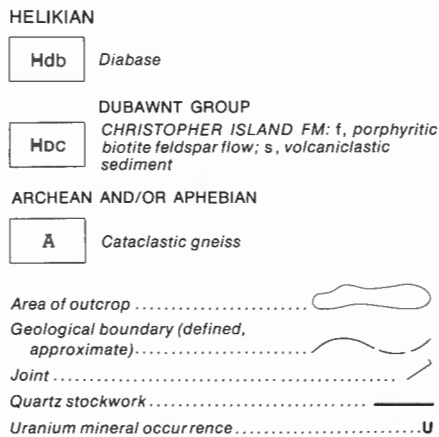 HELIKIAN
Hdb Diabase
DUBAWNT GROUP
HDC CHRISTOPHER ISLAND FM: f, porphyritic
biotite feldspar flow; s, volcaniclastic
sediment
ARCHEAN AND/OR APHEBIAN
A Cataclastic gneiss
Area of outcrop
Geological boundary (defined,
approximate)
Joint
Quartz stockwork
Uranium mineral occurrence U